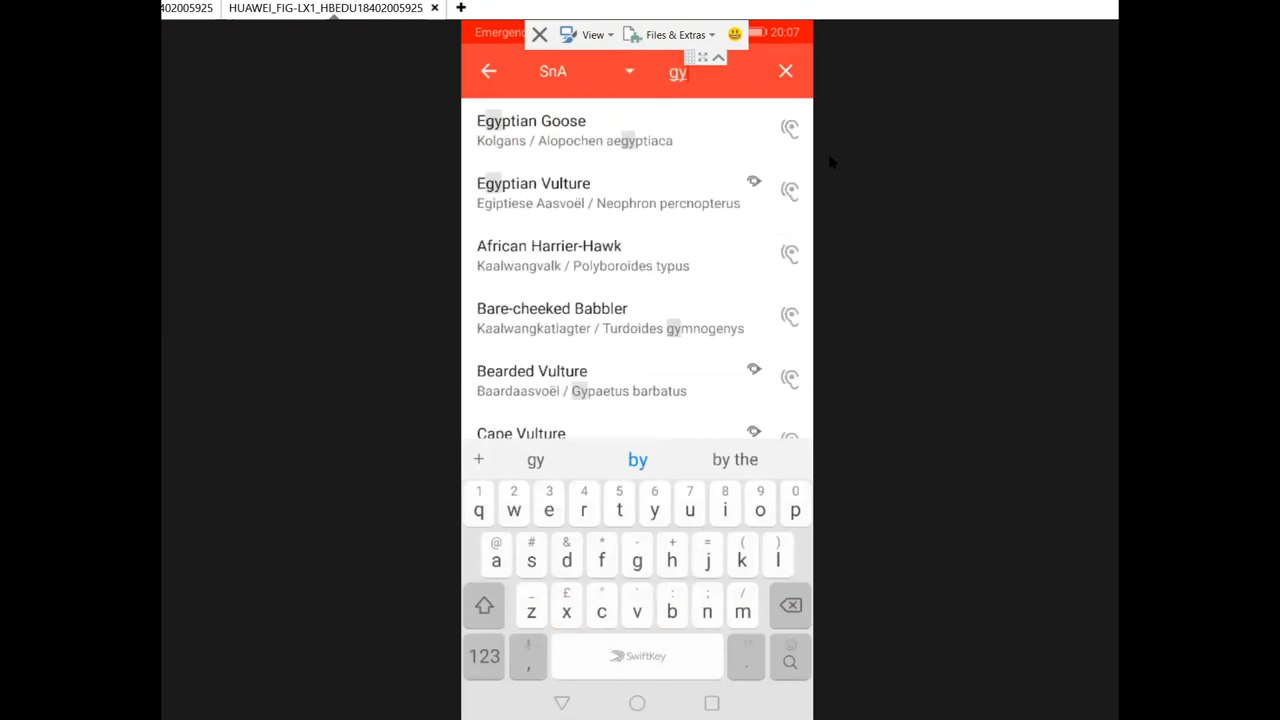 402005925
HUAWEI_FIG-LX1_HBEDU18402005925
View
Files & Extras
20:07
SnA
gy
Egyptian Goose
Kolgans / Alopochen aegyptiaca
Egyptian Vulture
Egiptiese Aasvoël / Neophron percnopterus
African Harrier-Hawk
Kaalwangvalk / Polyboroides typus
Bare-cheeked Babbler
Kaalwangkatlagter / Turdoides gymnogenys
Bearded Vulture
Baardaasvoël / Gypaetus barbatus
Cape Vulture
+ gy by by the
1 2 3 4 5 6 7 8 9 0
q w e r t y u i o p
@ # & * - + = ( )
a s d f g h j k l
_ £ " ' : ; /
z x c v b n m
123 , SwiftKey .